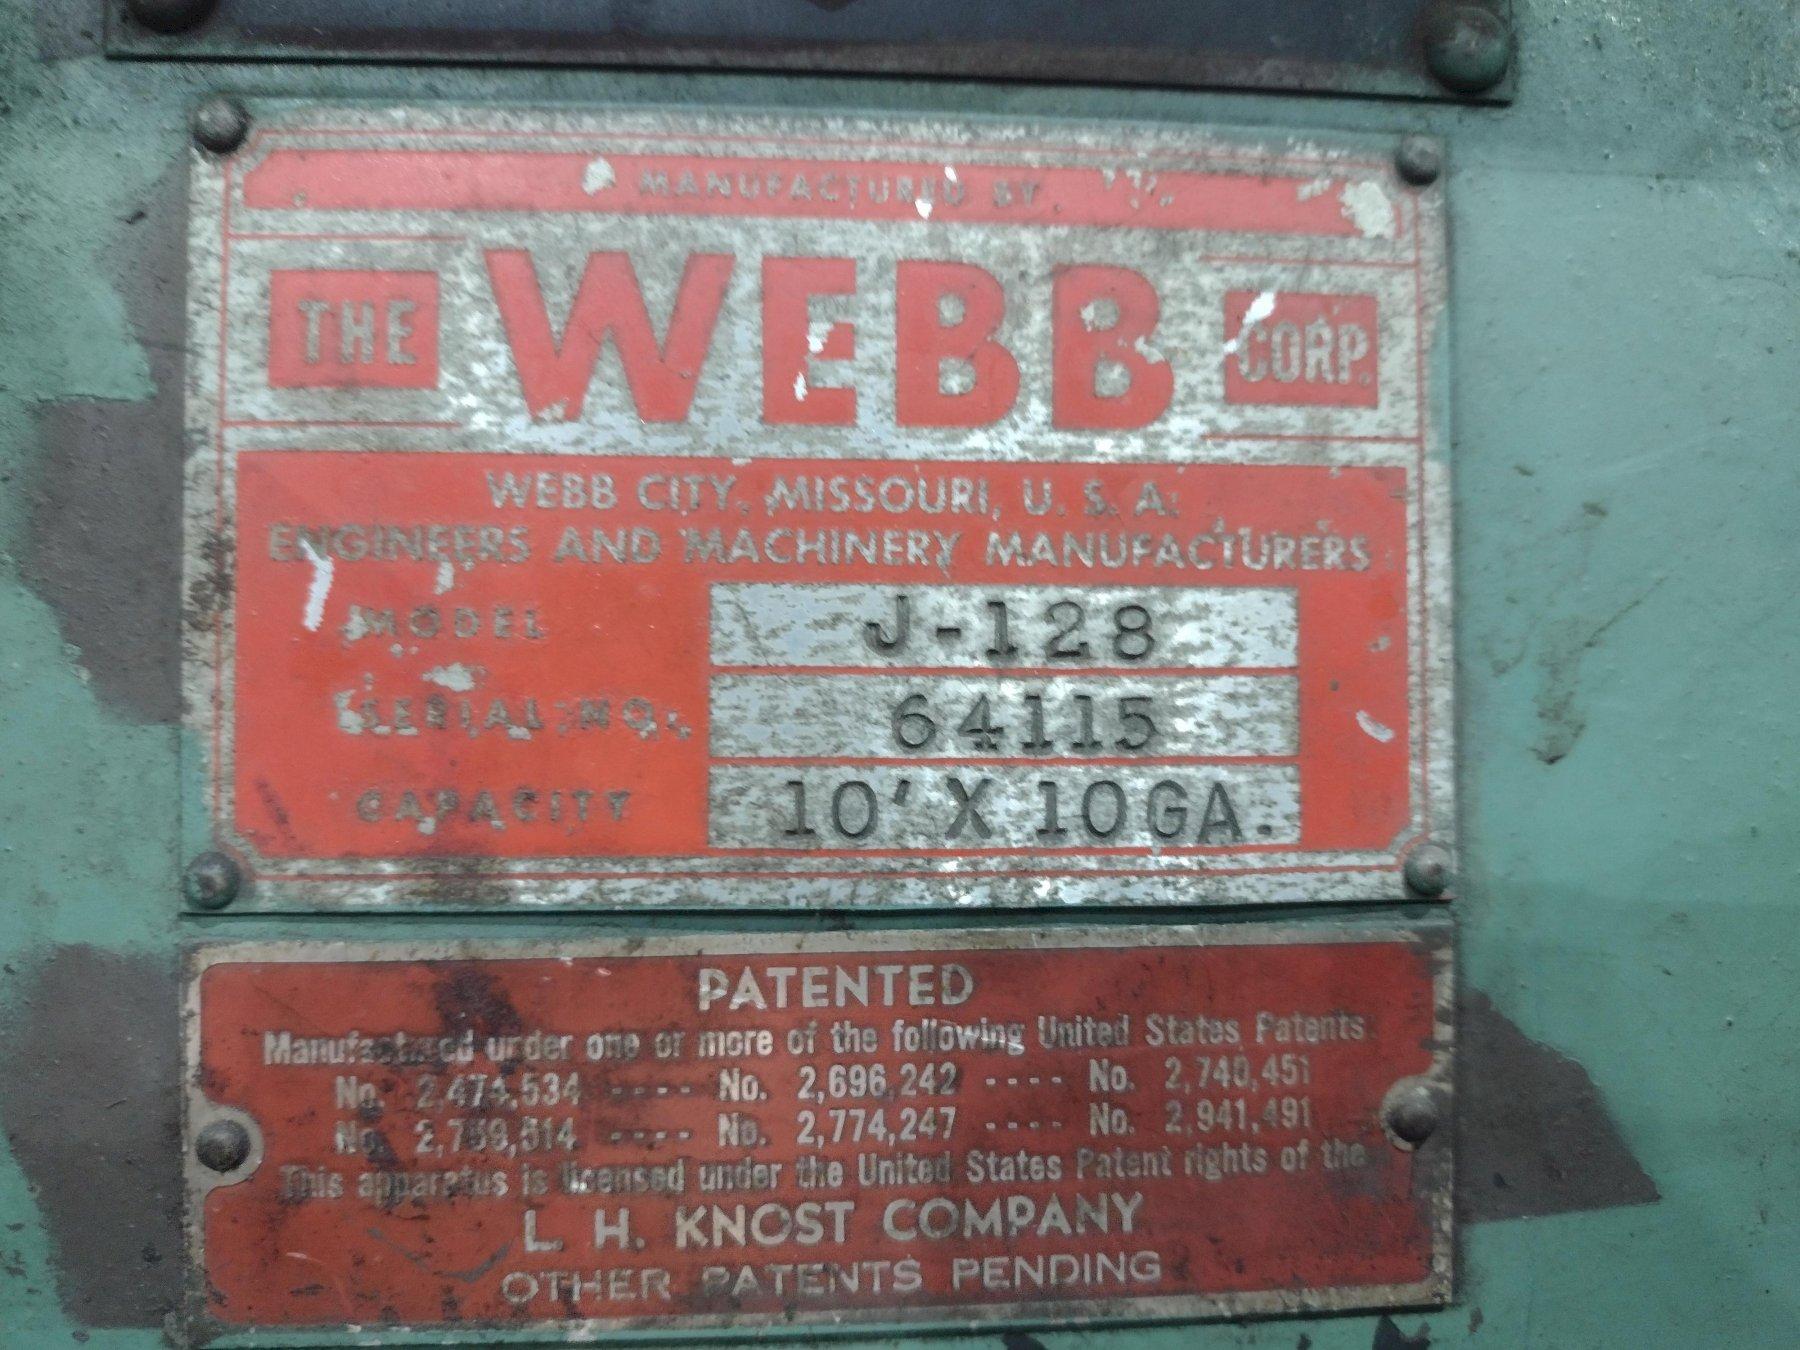 MANUFACTURED BY
THE WEBB CORP.
WEBB CITY, MISSOURI, U. S. A.
ENGINEERS AND MACHINERY MANUFACTURERS
MODEL J-128
SERIAL NO. 64115
CAPACITY 10' X 10GA.
PATENTED
Manufactured under one or more of the following United States Patents:
No. 2,474,534 ---- No. 2,696,242 ---- No. 2,740,451
No. ---- No. 2,774,247 ---- No. 2,941,491
This apparatus is licensed under the United States Patent rights of the
L. H. KNOST COMPANY
OTHER PATENTS PENDING